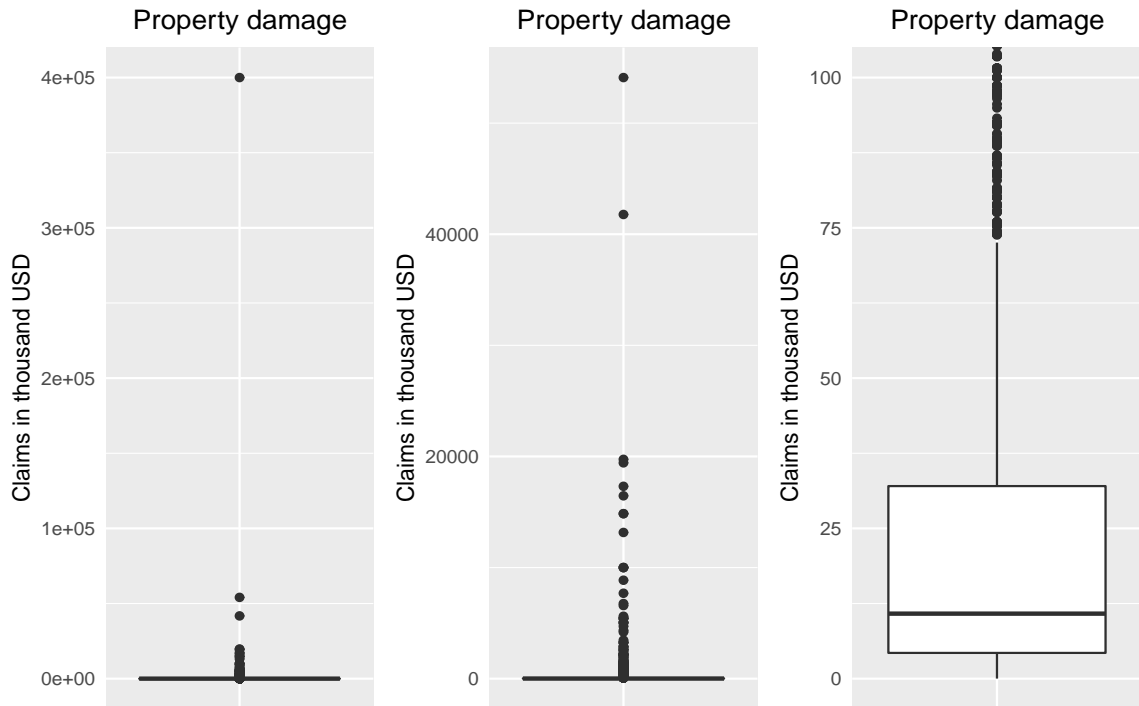 Property damage
Claims in thousand USD
4e+05
3e+05
2e+05
1e+05
0e+00
Property damage
Claims in thousand USD
40000
20000
0
Property damage
Claims in thousand USD
100
75
50
25
0